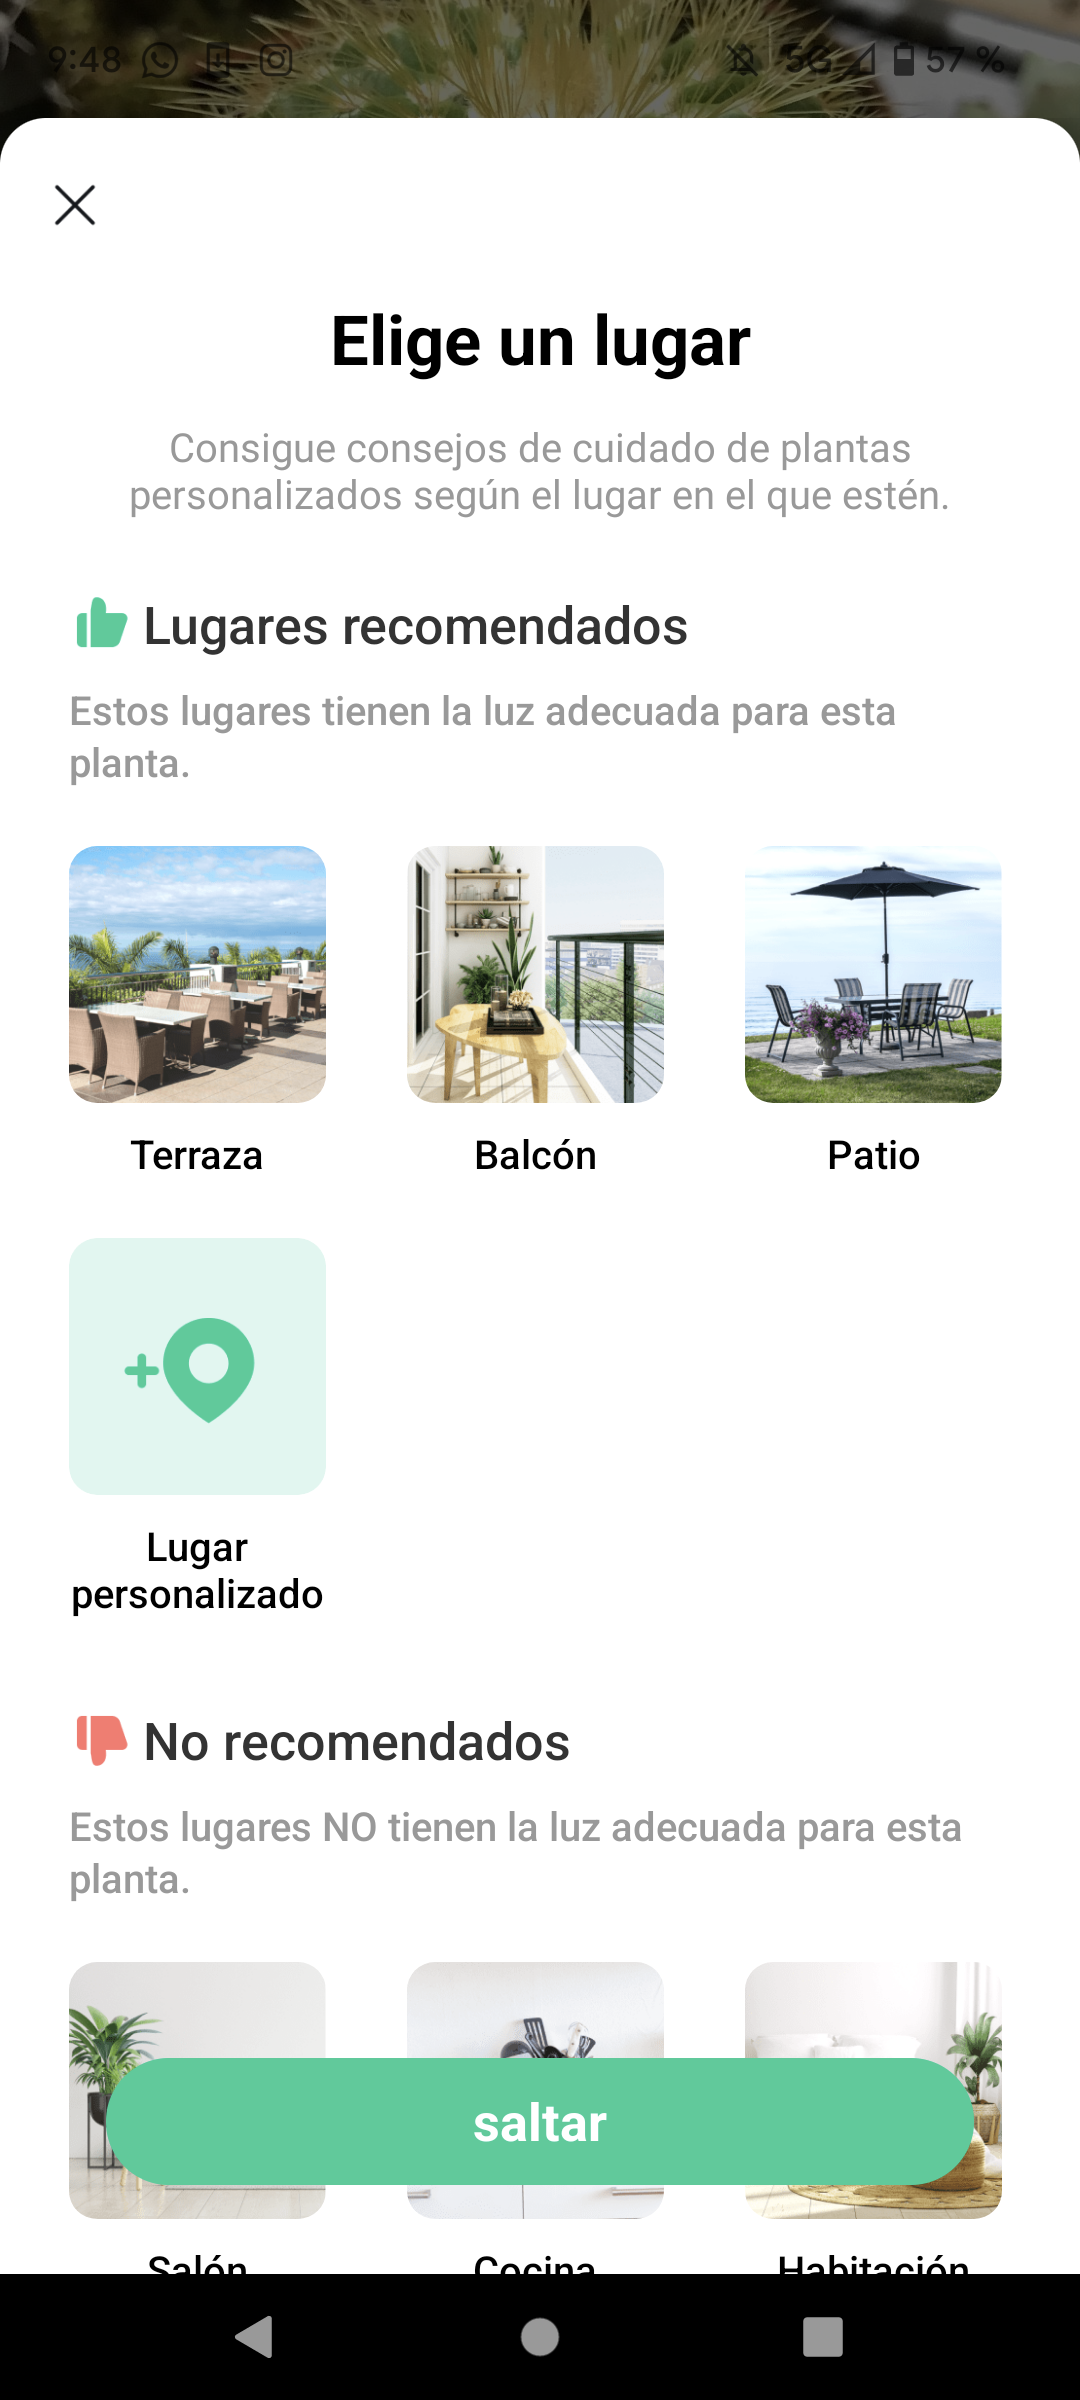 9:48
5G
57 %
Elige un lugar
Consigue consejos de cuidado de plantas
personalizados según el lugar en el que estén.
Lugares recomendados
Estos lugares tienen la luz adecuada para esta
planta.
Terraza
Balcón
Patio
Lugar
personalizado
No recomendados
Estos lugares NO tienen la luz adecuada para esta
planta.
saltar
Salón
Cocina
Habitación